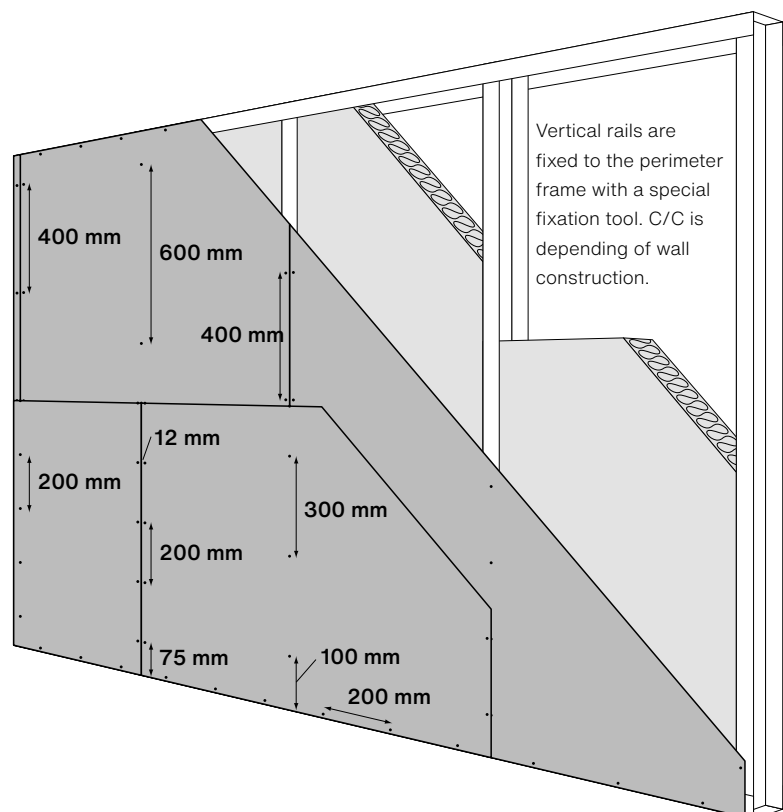 Vertical rails are
fixed to the perimeter
frame with a special
fixation tool. C/C is
depending of wall
construction.
400 mm
600 mm
400 mm
12 mm
200 mm
300 mm
200 mm
75 mm
100 mm
200 mm